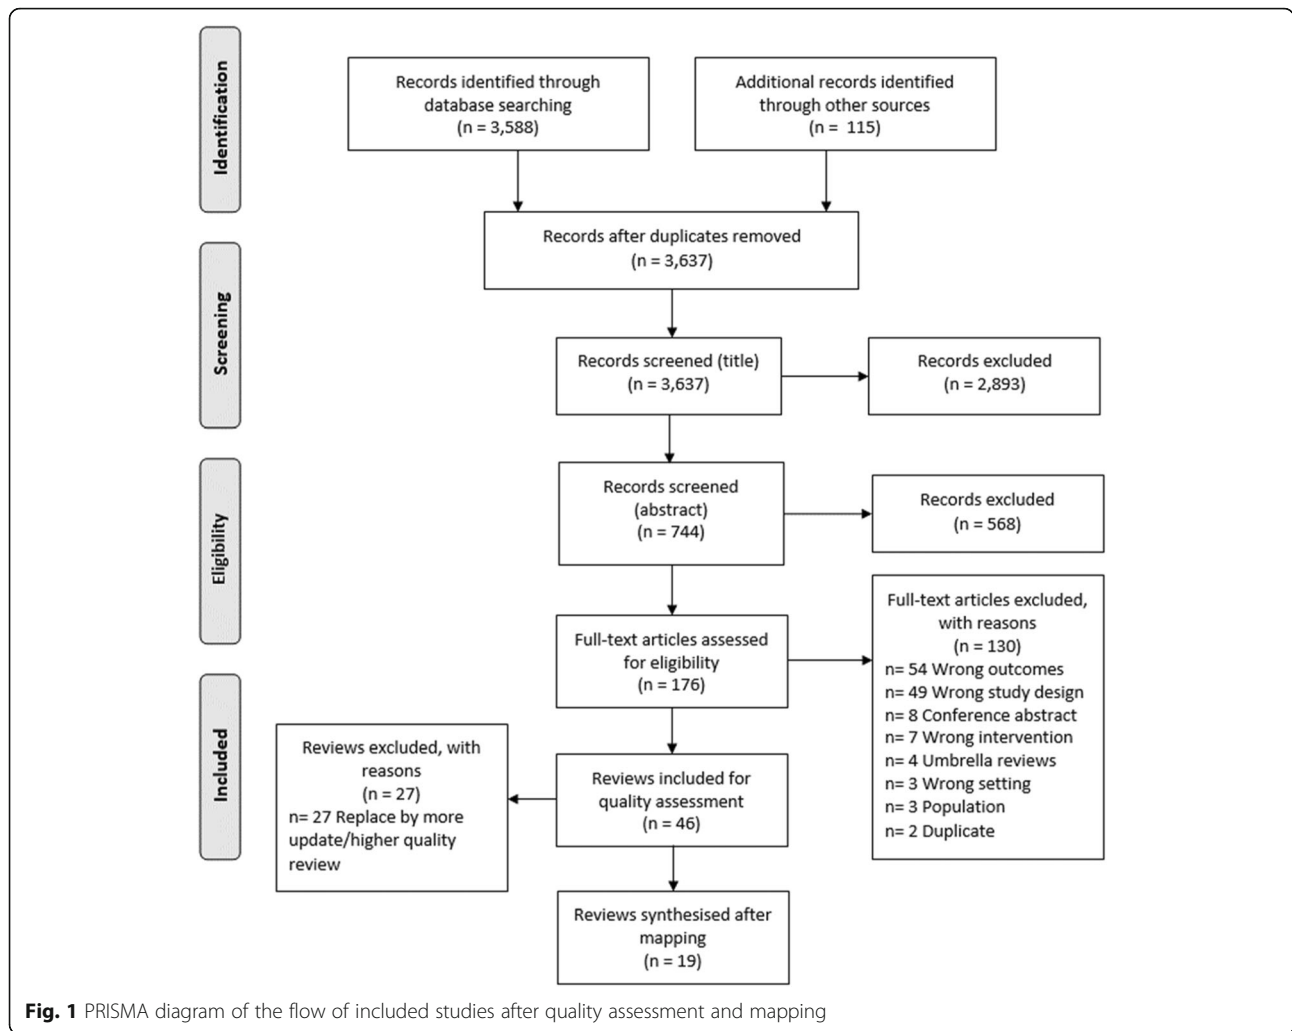 Identification
Records identified through
database searching
(n = 3,588)
Additional records identified
through other sources
(n = 115)
Records after duplicates removed
(n = 3,637)
Screening
Records screened (title)
(n = 3,637)
Records excluded
(n = 2,893)
Eligibility
Records screened
(abstract)
(n = 744)
Records excluded
(n = 568)
Full-text articles assessed
for eligibility
(n = 176)
Full-text articles excluded,
with reasons
(n = 130)
n= 54 Wrong outcomes
n= 49 Wrong study design
n= 8 Conference abstract
n= 7 Wrong intervention
n= 4 Umbrella reviews
n= 3 Wrong setting
n= 3 Population
n= 2 Duplicate
Included
Reviews excluded, with
reasons
(n = 27)
n= 27 Replace by more
update/higher quality
review
Reviews included for
quality assessment
(n = 46)
Reviews synthesised after
mapping
(n = 19)
Fig. 1 PRISMA diagram of the flow of included studies after quality assessment and mapping